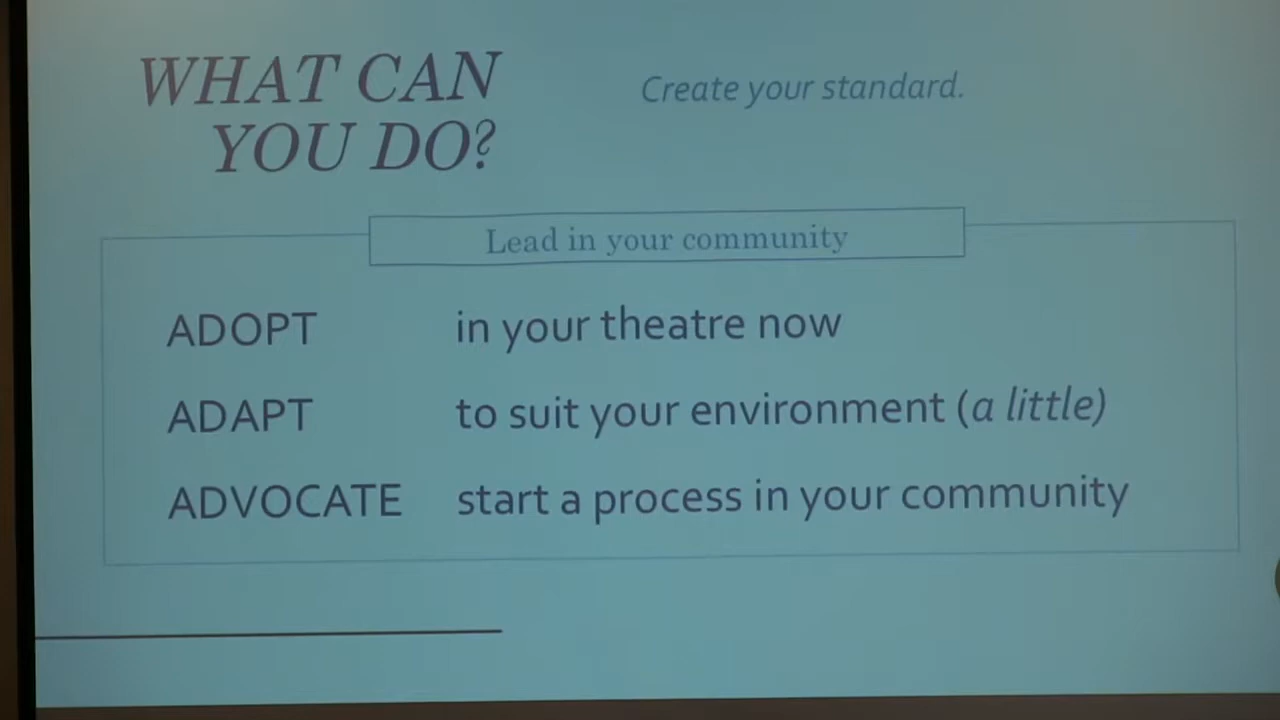 WHAT CAN
YOU DO?
Create your standard.
Lead in your community
ADOPT in your theatre now
ADAPT to suit your environment (a little)
ADVOCATE start a process in your community